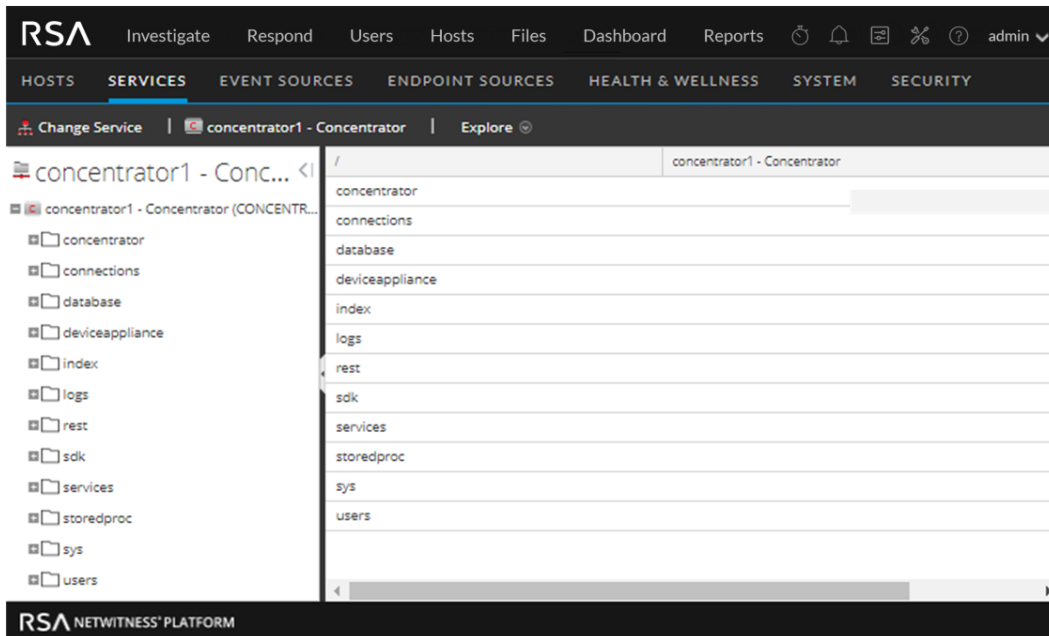 RSA Investigate Respond Users Hosts Files Dashboard Reports admin
HOSTS SERVICES EVENT SOURCES ENDPOINT SOURCES HEALTH & WELLNESS SYSTEM SECURITY
Change Service | concentrator1 - Concentrator | Explore
concentrator1 - Conc...
concentrator1 - Concentrator (CONCENTR...
concentrator
connections
database
deviceappliance
index
logs
rest
sdk
services
storedproc
sys
users
/ concentrator1 - Concentrator
concentrator
connections
database
deviceappliance
index
logs
rest
sdk
services
storedproc
sys
users
RSA NETWITNESS® PLATFORM